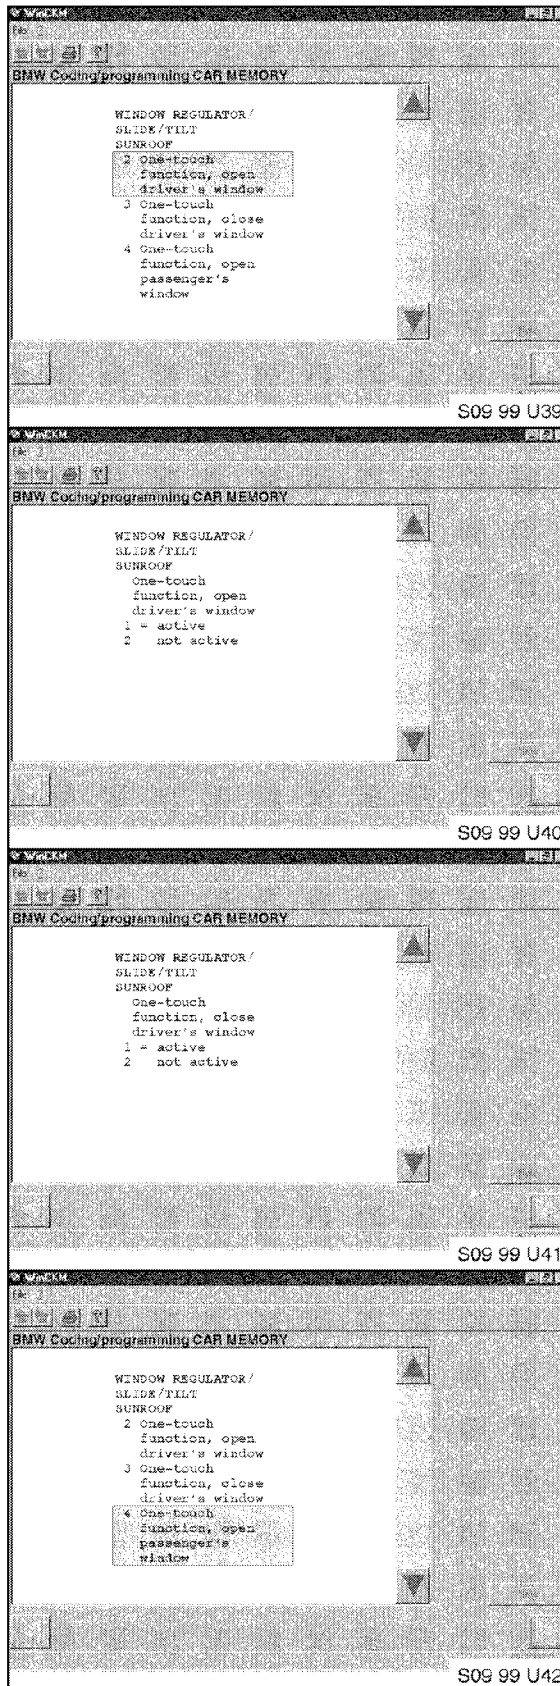 WinCKM
File ?
BMW Coding/programming CAR MEMORY
WINDOW REGULATOR/
SLIDE/TILT
SUNROOF
2 One-touch
function, open
driver's window
3 One-touch
function, close
driver's window
4 One-touch
function, open
passenger's
window
S09 99 U39
WinCKM
File ?
BMW Coding/programming CAR MEMORY
WINDOW REGULATOR/
SLIDE/TILT
SUNROOF
One-touch
function, open
driver's window
1 = active
2 not active
S09 99 U40
WinCKM
File ?
BMW Coding/programming CAR MEMORY
WINDOW REGULATOR/
SLIDE/TILT
SUNROOF
One-touch
function, close
driver's window
1 = active
2 not active
S09 99 U41
WinCKM
File ?
BMW Coding/programming CAR MEMORY
WINDOW REGULATOR/
SLIDE/TILT
SUNROOF
2 One-touch
function, open
driver's window
3 One-touch
function, close
driver's window
4 One-touch
function, open
passenger's
window
S09 99 U42